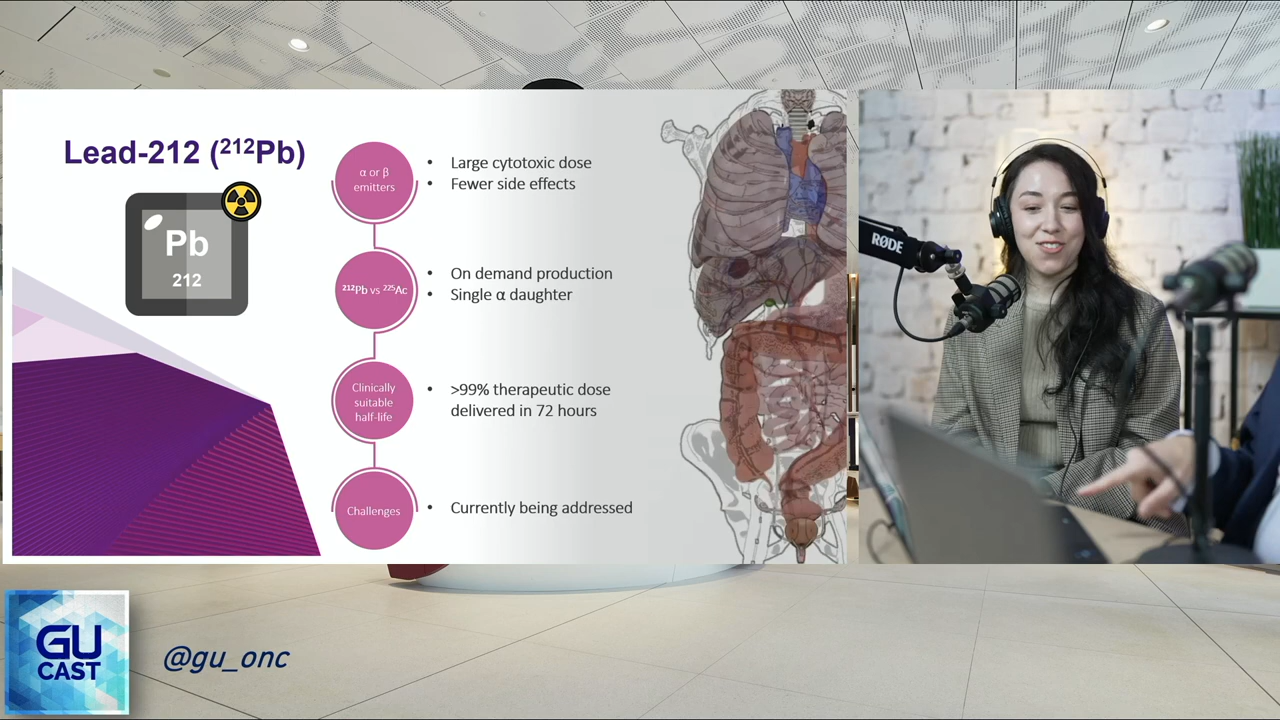 Lead-212 (²¹²Pb)
Pb
212
α or β
emitters
• Large cytotoxic dose
• Fewer side effects
²¹²Pb vs ²²⁵Ac
• On demand production
• Single α daughter
Clinically
suitable
half-life
• >99% therapeutic dose
delivered in 72 hours
Challenges
• Currently being addressed
RØDE
GU
CAST
@gu_onc